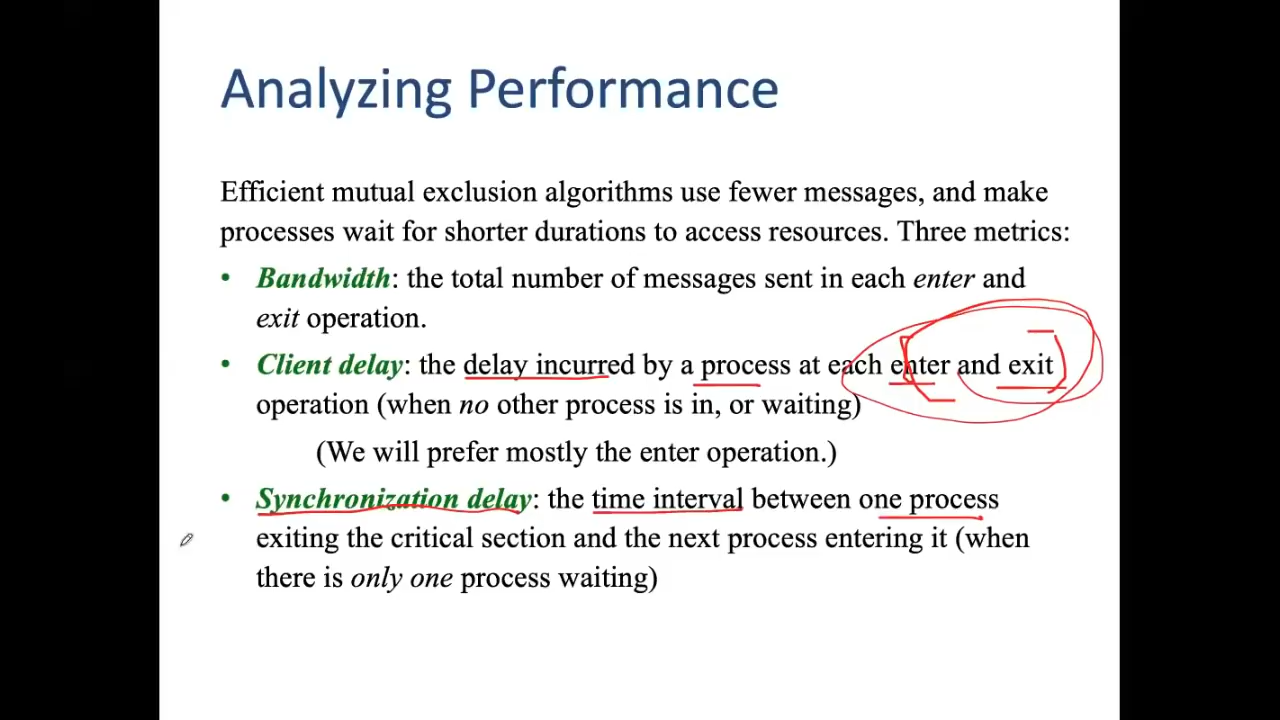 Analyzing Performance
Efficient mutual exclusion algorithms use fewer messages, and make
processes wait for shorter durations to access resources. Three metrics:
• Bandwidth: the total number of messages sent in each enter and
exit operation.
• Client delay: the delay incurred by a process at each enter and exit
operation (when no other process is in, or waiting)
(We will prefer mostly the enter operation.)
• Synchronization delay: the time interval between one process
exiting the critical section and the next process entering it (when
there is only one process waiting)